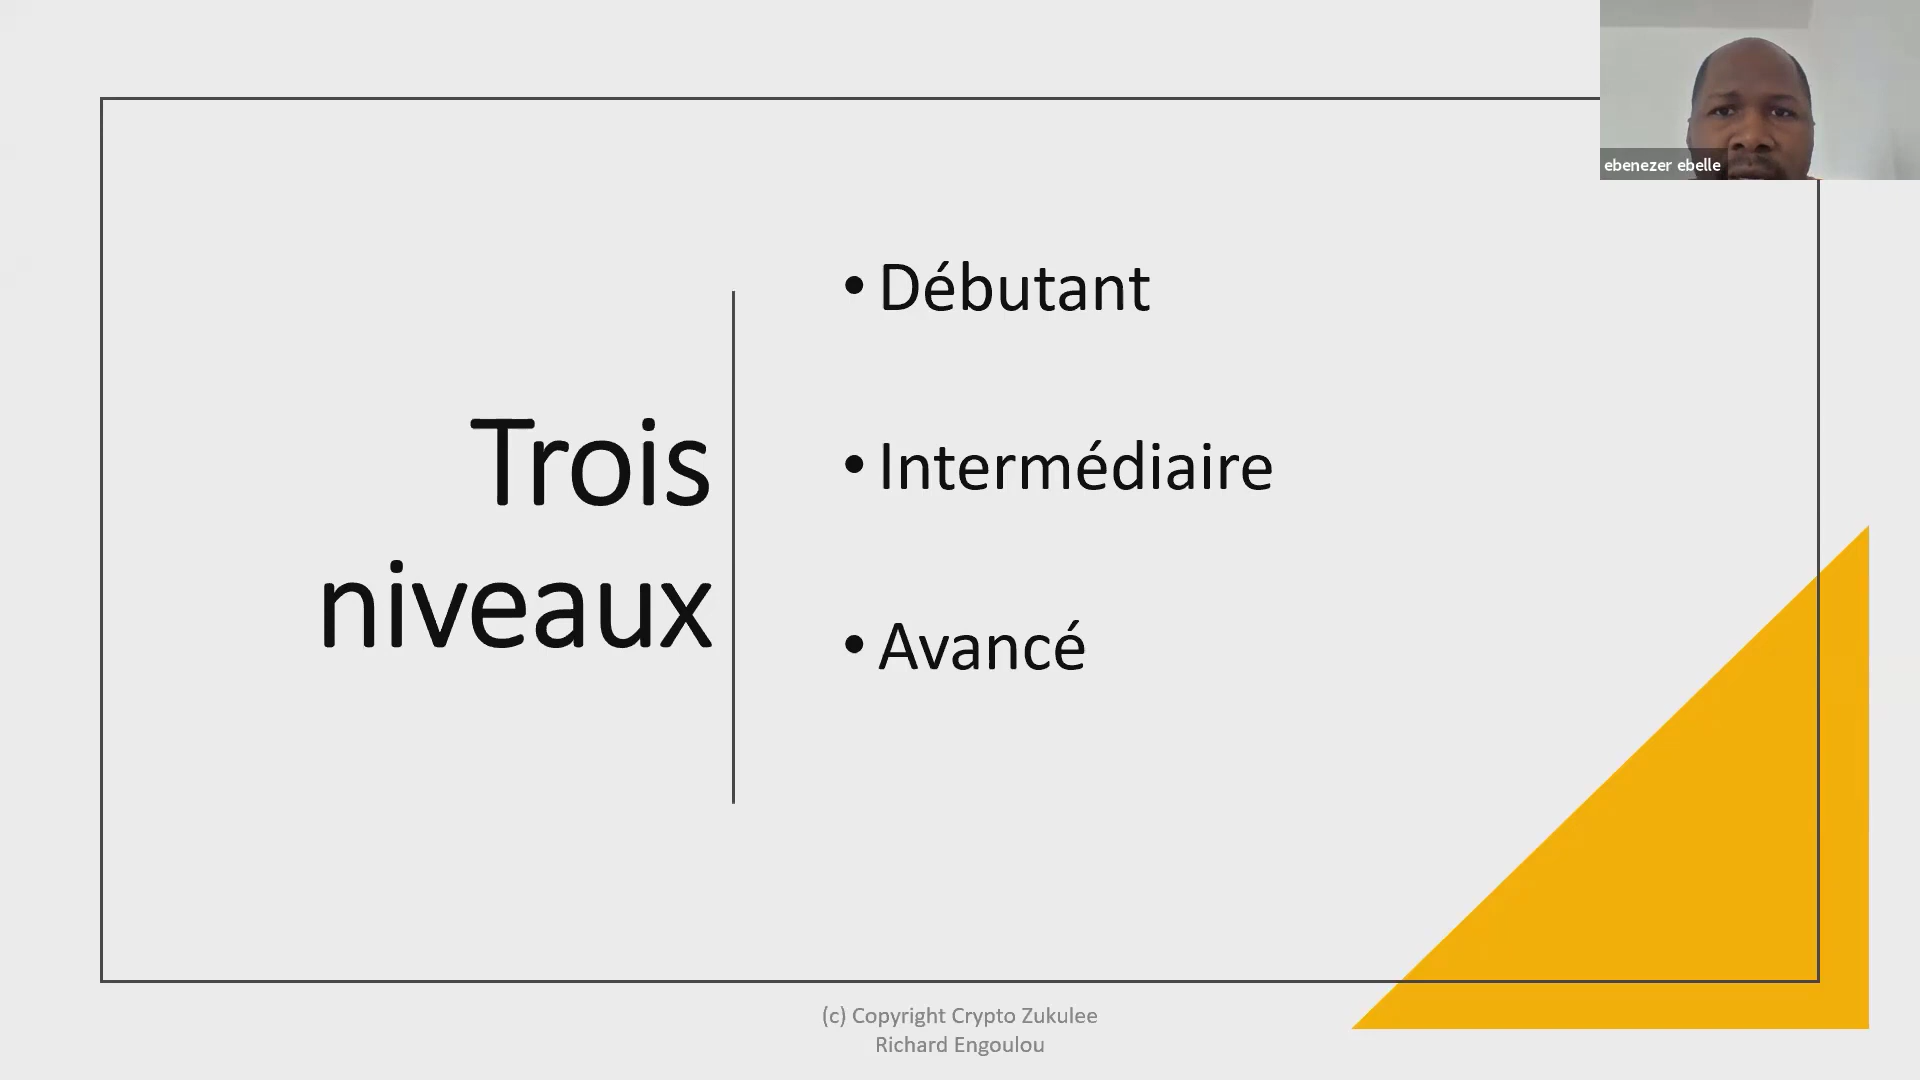 ebenezer ebelle
Trois
niveaux
• Débutant
• Intermédiaire
• Avancé
(c) Copyright Crypto Zukulee
Richard Engoulou